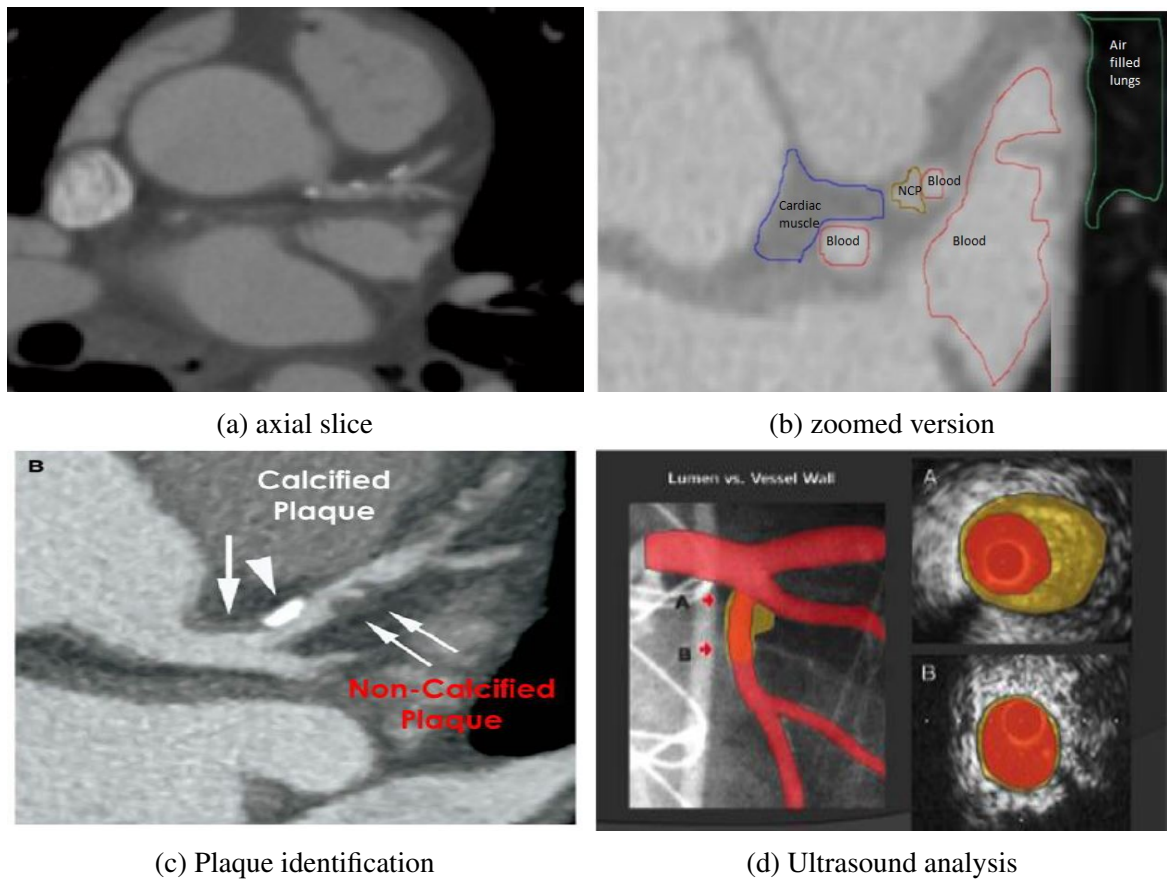 Air
filled
lungs
NCP
Blood
Cardiac
muscle
Blood
Blood
(a) axial slice
(b) zoomed version
B
Calcified
Plaque
Non-Calcified
Plaque
Lumen vs. Vessel Wall
A
A
B
B
(c) Plaque identification
(d) Ultrasound analysis